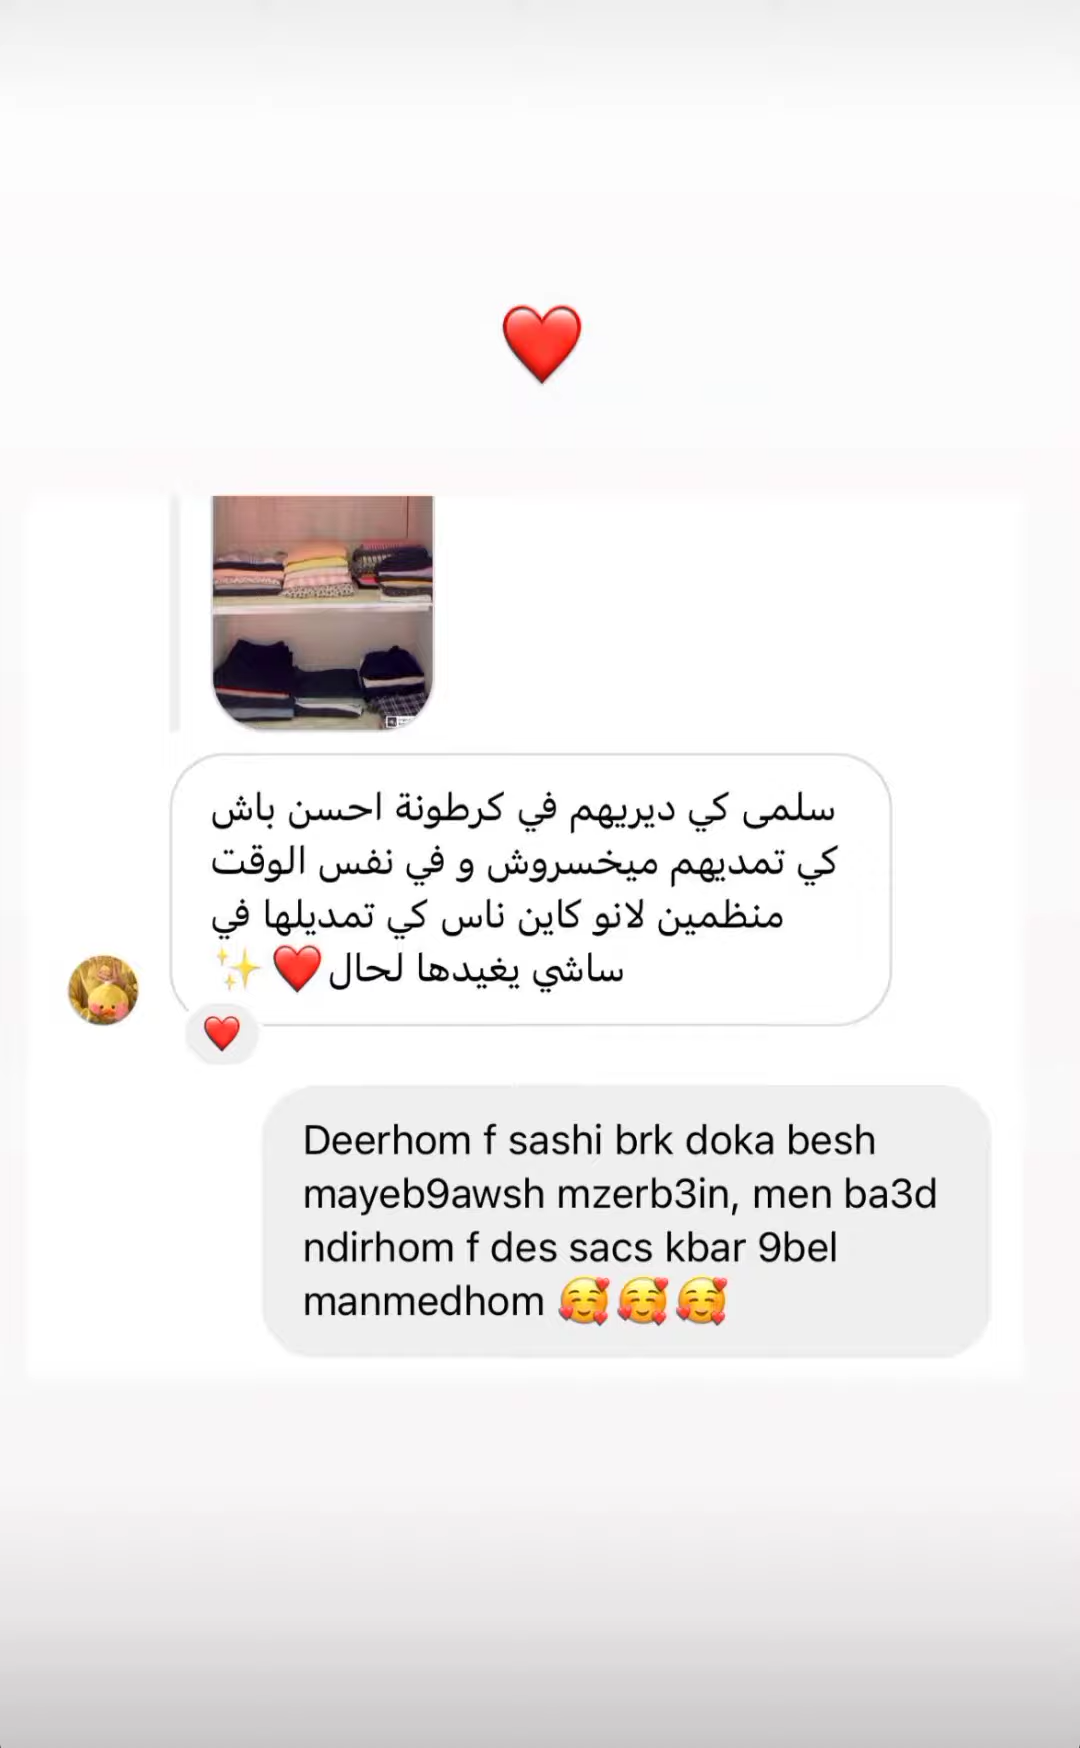 ❤️
سلمى كي ديريهم في كرطونة احسن باش
كي تمديهم ميخسروش و في نفس الوقت
منظمين لانو كاين ناس كي تمديلها في
ساشي يغيدها لحال ❤️ ✨
❤️
Deerhom f sashi brk doka besh
mayeb9awsh mzerb3in, men ba3d
ndirhom f des sacs kbar 9bel
manmedhom 🥰 🥰 🥰